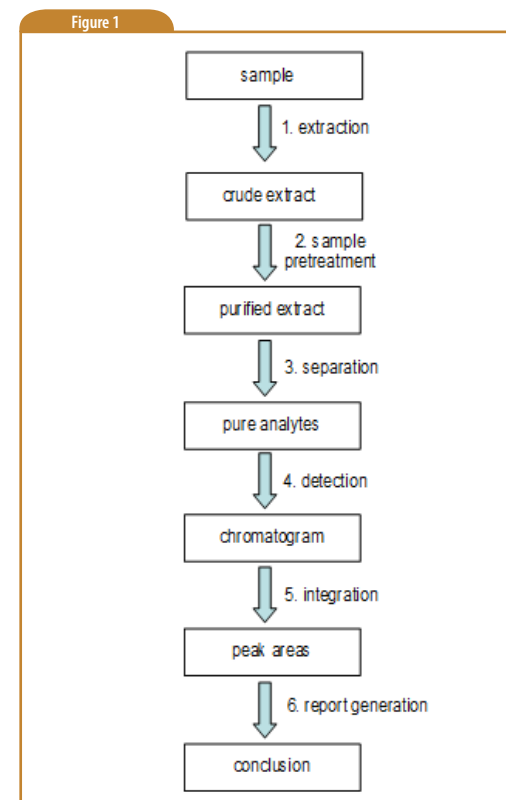 Figure 1
sample
1. extraction
crude extract
2. sample
pretreatment
purified extract
3. separation
pure analytes
4. detection
chromatogram
5. integration
peak areas
6. report generation
conclusion